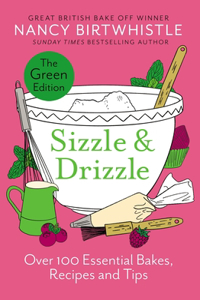 GREAT BRITISH BAKE OFF WINNER
NANCY BIRTWHISTLE
SUNDAY TIMES BESTSELLING AUTHOR
The
Green
Edition
Sizzle &
Drizzle
Over 100 Essential Bakes,
Recipes and Tips